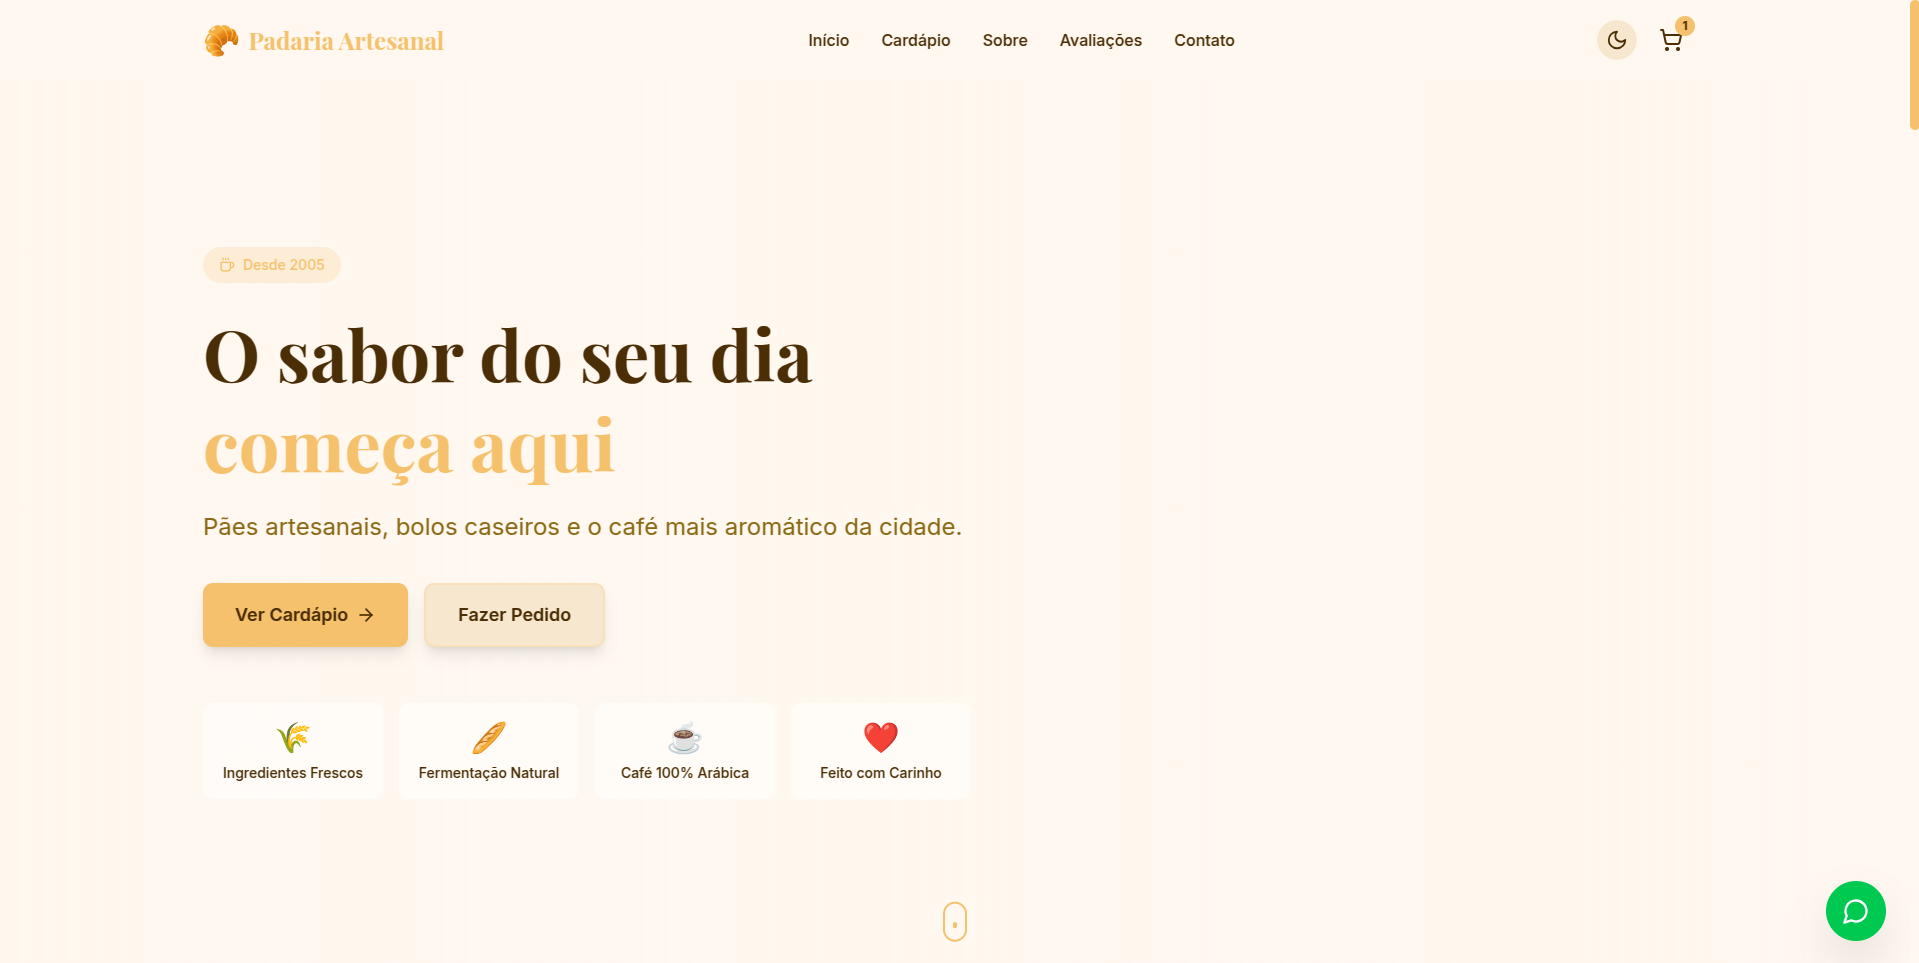 Padaria Artesanal
Início
Cardápio
Sobre
Avaliações
Contato
1
Desde 2005
O sabor do seu dia
começa aqui
Pães artesanais, bolos caseiros e o café mais aromático da cidade.
Ver Cardápio
Fazer Pedido
Ingredientes Frescos
Fermentação Natural
Café 100% Arábica
Feito com Carinho